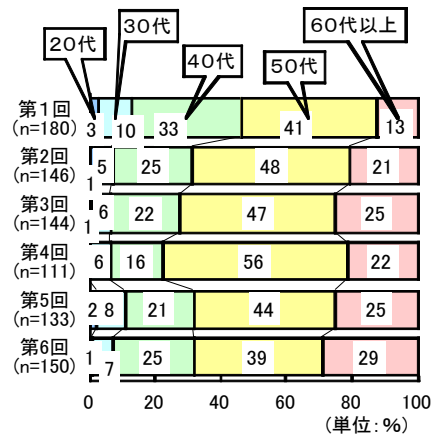 20代
30代
40代
50代
60代以上
第1回
(n=180)
3 10 33 41 13
第2回
(n=146)
1 5 25 48 21
第3回
(n=144)
1 6 22 47 25
第4回
(n=111)
6 16 56 22
第5回
(n=133)
2 8 21 44 25
第6回
(n=150)
1 7 25 39 29
0 20 40 60 80 100
(単位:%)